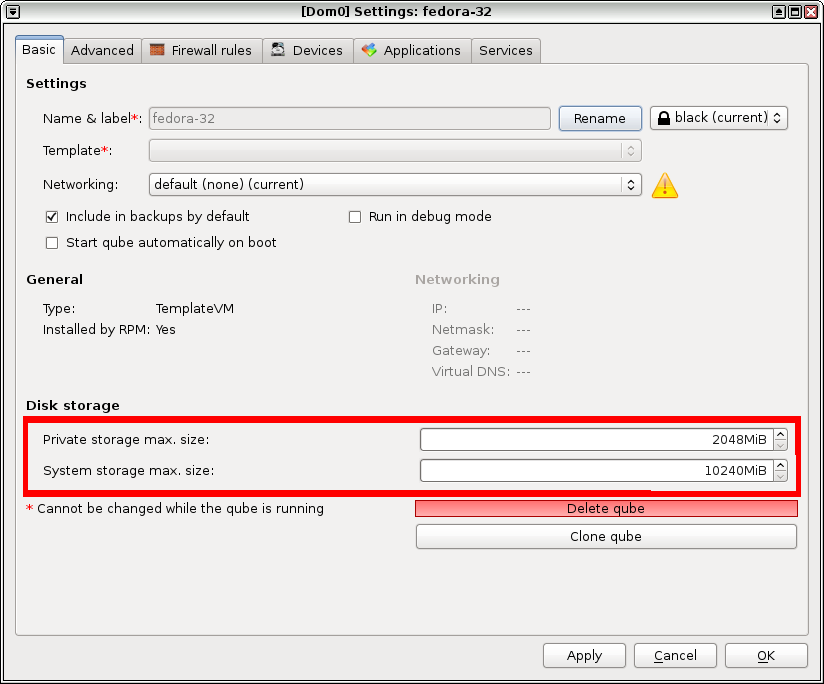 [Dom0] Settings: fedora-32
Basic Advanced Firewall rules Devices Applications Services
Settings
Name & label*: fedora-32 Rename black (current)
Template*:
Networking: default (none) (current)
Include in backups by default Run in debug mode
Start qube automatically on boot
General Networking
Type: TemplateVM IP: ---
Installed by RPM: Yes Netmask: ---
Gateway: ---
Virtual DNS: ---
Disk storage
Private storage max. size: 2048MiB
System storage max. size: 10240MiB
* Cannot be changed while the qube is running Delete qube
Clone qube
Apply Cancel OK